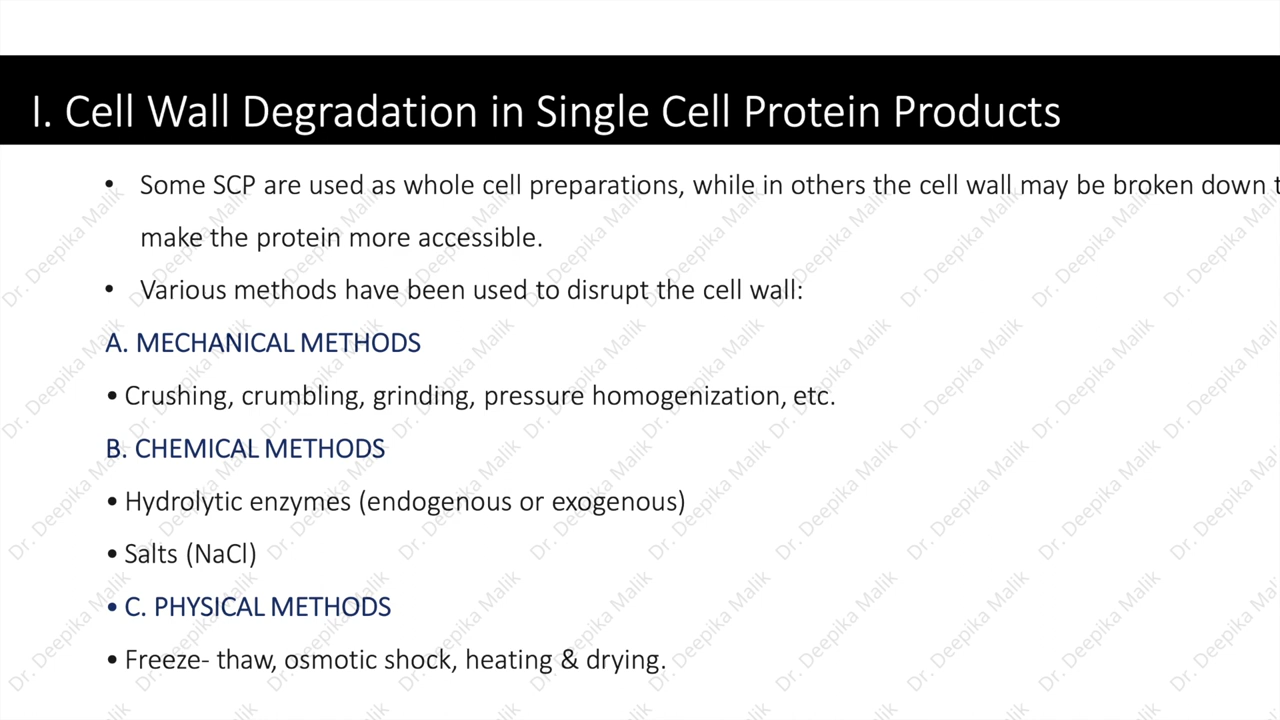 I. Cell Wall Degradation in Single Cell Protein Products
• Some SCP are used as whole cell preparations, while in others the cell wall may be broken down t
make the protein more accessible.
• Various methods have been used to disrupt the cell wall:
A. MECHANICAL METHODS
• Crushing, crumbling, grinding, pressure homogenization, etc.
B. CHEMICAL METHODS
• Hydrolytic enzymes (endogenous or exogenous)
• Salts (NaCl)
• C. PHYSICAL METHODS
• Freeze- thaw, osmotic shock, heating & drying.
Dr. Deepika Malik